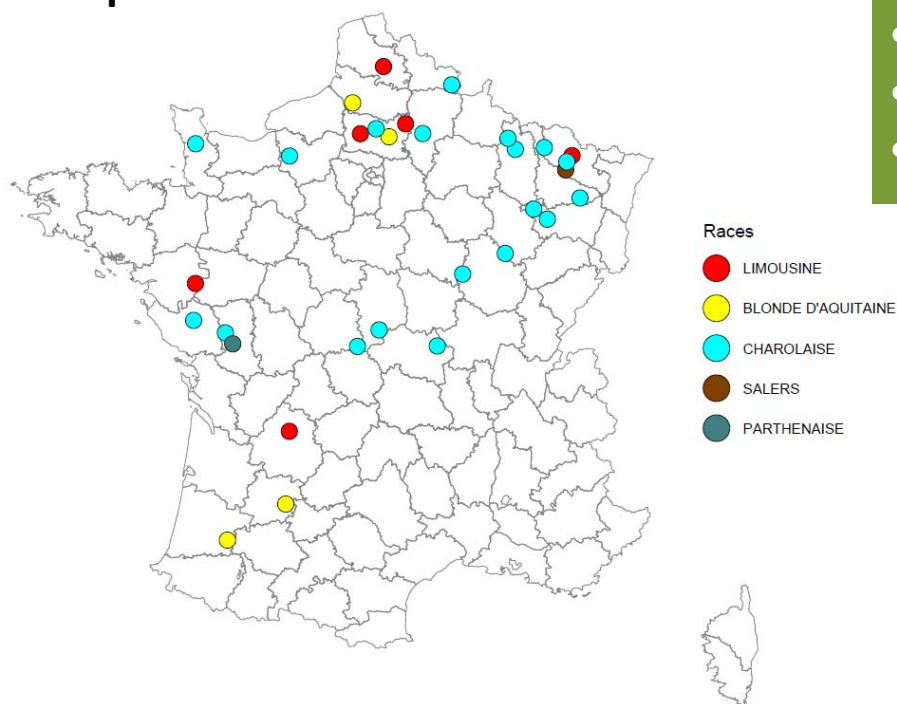 Races
LIMOUSINE
BLONDE D'AQUITAINE
CHAROLAISE
SALERS
PARTHENAISE